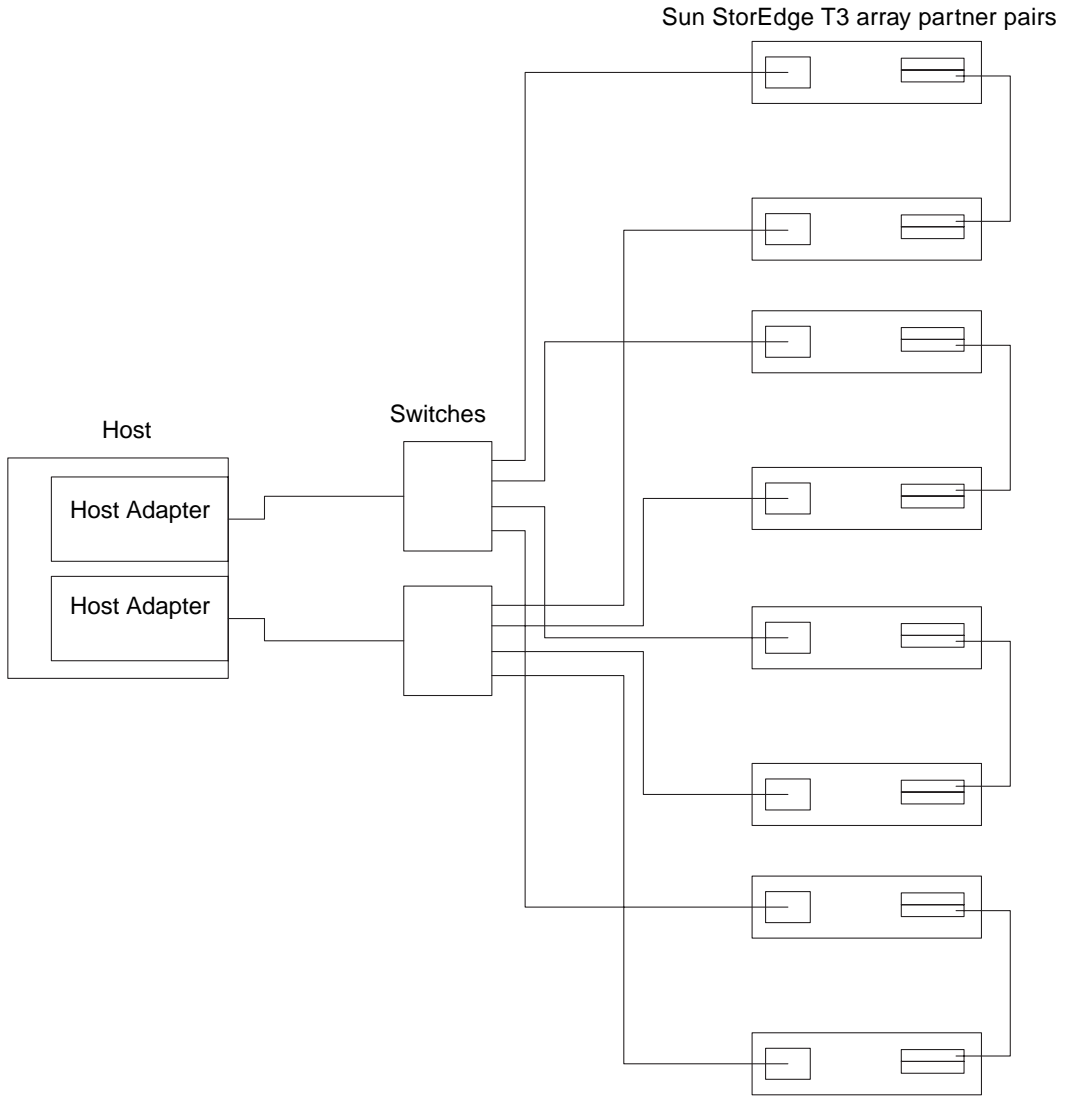 Sun StorEdge T3 array partner pairs
Switches
Host
Host Adapter
Host Adapter